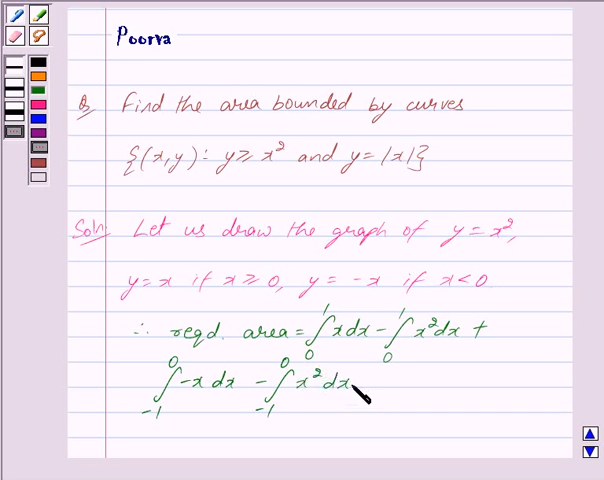 Poorva
Q Find the area bounded by curves
{(x,y): y ≥ x² and y = |x|}
Soln: Let us draw the graph of y = x²,
y = x if x ≥ 0, y = -x if x < 0.
∴ reqd. area = ∫₀¹ x dx - ∫₀¹ x² dx +
∫₋₁⁰ -x dx - ∫₋₁⁰ x² dx